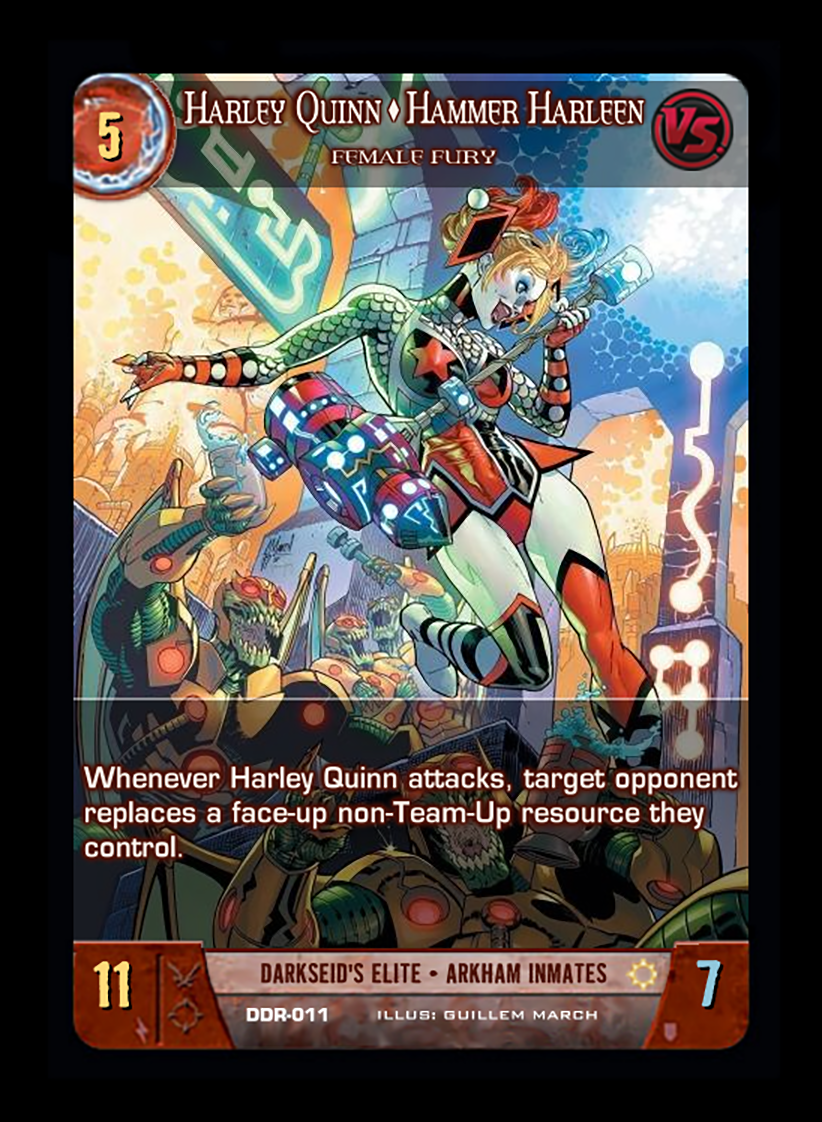 5
HARLEY QUINN ♦ HAMMER HARLEEN
VS.
FEMALE FURY
Whenever Harley Quinn attacks, target opponent
replaces a face-up non-Team-Up resource they
control.
11
DARKSEID'S ELITE • ARKHAM INMATES
7
DDR-011 ILLUS: GUILLEM MARCH